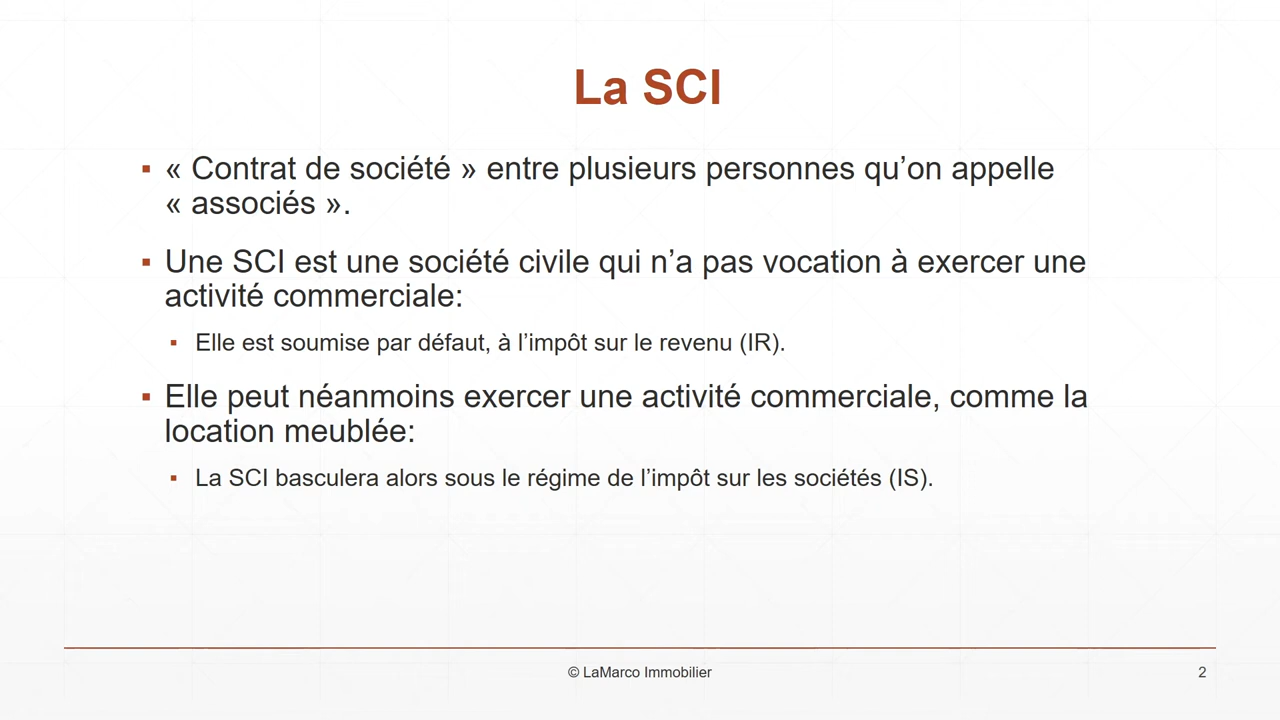 La SCI
▪ « Contrat de société » entre plusieurs personnes qu’on appelle
« associés ».
▪ Une SCI est une société civile qui n’a pas vocation à exercer une
activité commerciale:
▪ Elle est soumise par défaut, à l’impôt sur le revenu (IR).
▪ Elle peut néanmoins exercer une activité commerciale, comme la
location meublée:
▪ La SCI basculera alors sous le régime de l’impôt sur les sociétés (IS).
© LaMarco Immobilier
2